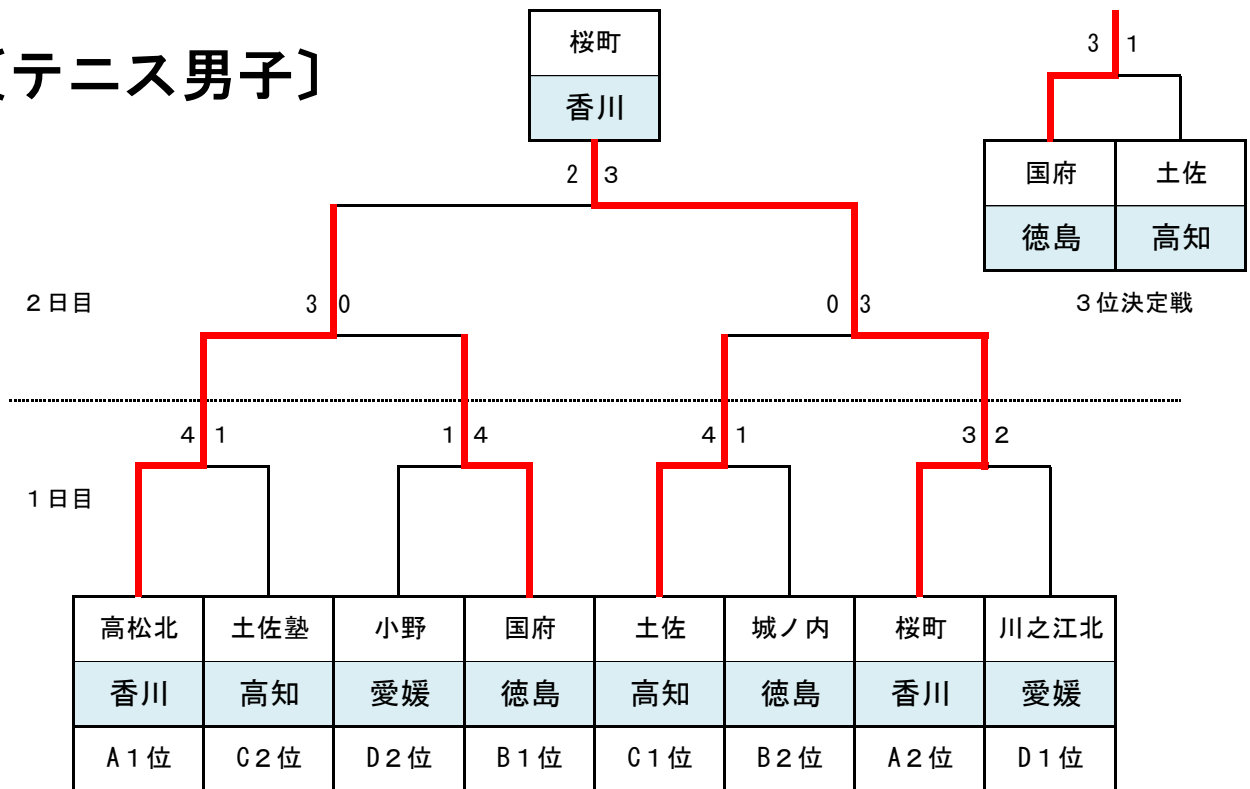 〔テニス男子〕
桜町
香川
2 3
3 1
国府 土佐
徳島 高知
３位決定戦
２日目
3 0
0 3
4 1
1 4
4 1
3 2
１日目
高松北 土佐塾 小野 国府 土佐 城ノ内 桜町 川之江北
香川 高知 愛媛 徳島 高知 徳島 香川 愛媛
A１位 C２位 D２位 B１位 C１位 B２位 A２位 D１位